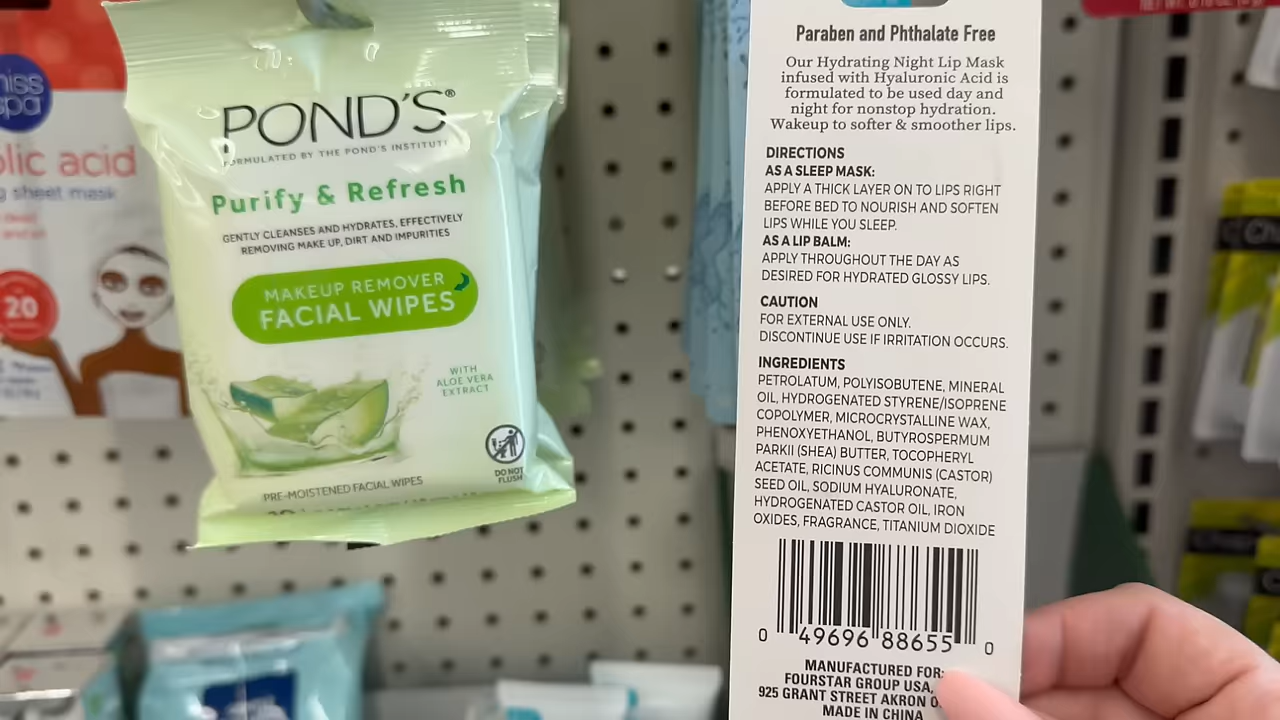 miss
spa
olic acid
g sheet mask
20
POND'S®
FORMULATED BY THE POND'S INSTITUTE
Purify & Refresh
GENTLY CLEANSES AND HYDRATES, EFFECTIVELY
REMOVING MAKE UP, DIRT AND IMPURITIES
MAKEUP REMOVER
FACIAL WIPES
WITH
ALOE VERA
EXTRACT
DO NOT
FLUSH
PRE-MOISTENED FACIAL WIPES
Paraben and Phthalate Free
Our Hydrating Night Lip Mask
infused with Hyaluronic Acid is
formulated to be used day and
night for nonstop hydration.
Wakeup to softer & smoother lips.
DIRECTIONS
AS A SLEEP MASK:
APPLY A THICK LAYER ON TO LIPS RIGHT
BEFORE BED TO NOURISH AND SOFTEN
LIPS WHILE YOU SLEEP.
AS A LIP BALM:
APPLY THROUGHOUT THE DAY AS
DESIRED FOR HYDRATED GLOSSY LIPS.
CAUTION
FOR EXTERNAL USE ONLY.
DISCONTINUE USE IF IRRITATION OCCURS.
INGREDIENTS
PETROLATUM, POLYISOBUTENE, MINERAL
OIL, HYDROGENATED STYRENE/ISOPRENE
COPOLYMER, MICROCRYSTALLINE WAX,
PHENOXYETHANOL, BUTYROSPERMUM
PARKII (SHEA) BUTTER, TOCOPHERYL
ACETATE, RICINUS COMMUNIS (CASTOR)
SEED OIL, SODIUM HYALURONATE,
HYDROGENATED CASTOR OIL, IRON
OXIDES, FRAGRANCE, TITANIUM DIOXIDE
0 49696 88655 0
MANUFACTURED FOR:
FOURSTAR GROUP USA,
925 GRANT STREET AKRON
MADE IN CHINA